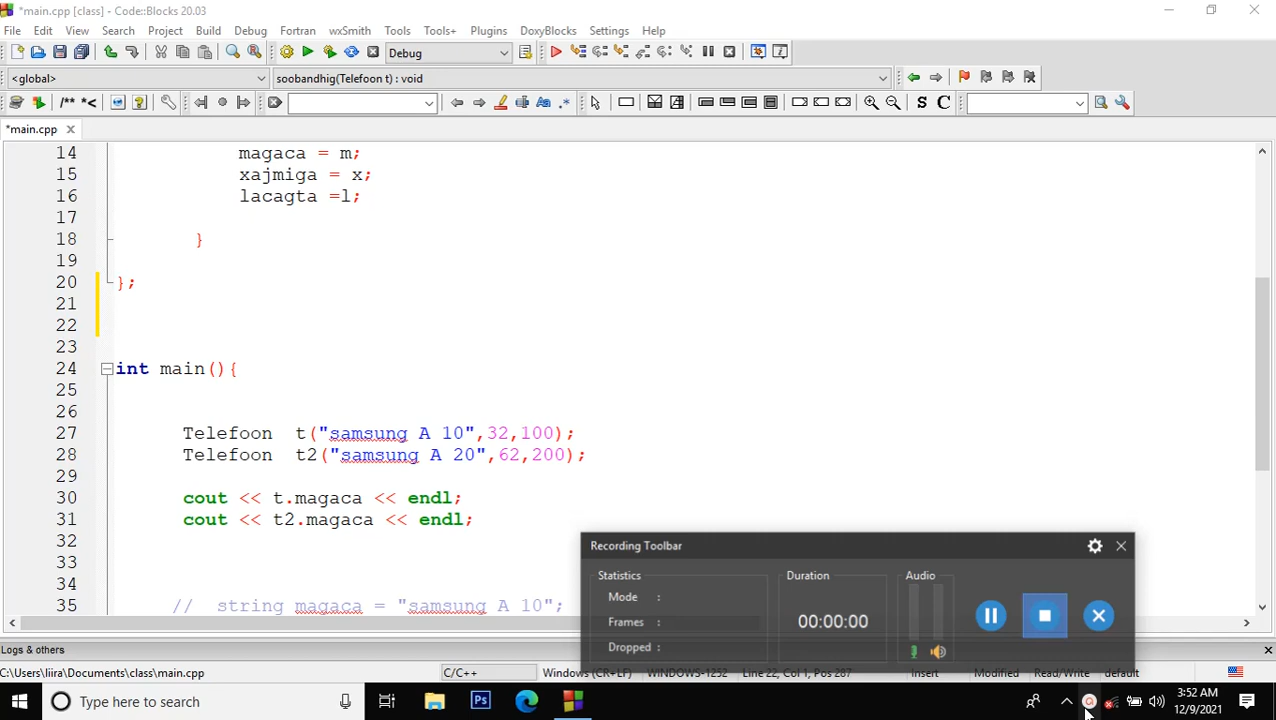 *main.cpp [class] - Code::Blocks 20.03
File Edit View Search Project Build Debug Fortran wxSmith Tools Tools+ Plugins DoxyBlocks Settings Help
Debug
<global> soobandhig(Telefoon t) : void
/** *< S C
*main.cpp
14 magaca = m;
15 xajmiga = x;
16 lacagta =l;
17
18 }
19
20 };
21
22
23
24 int main(){
25
26
27 Telefoon t("samsung A 10",32,100);
28 Telefoon t2("samsung A 20",62,200);
29
30 cout << t.magaca << endl;
31 cout << t2.magaca << endl;
32
33
34
35 // string magaca = "samsung A 10";
Recording Toolbar
Statistics Duration Audio
Mode :
Frames : 00:00:00
Dropped :
Logs & others
C:\Users\liira\Documents\class\main.cpp C/C++ Windows (CR+LF) WINDOWS-1252 Line 22, Col 1, Pos 287 Insert Modified Read/Write default
Type here to search Ps 3:52 AM
12/9/2021